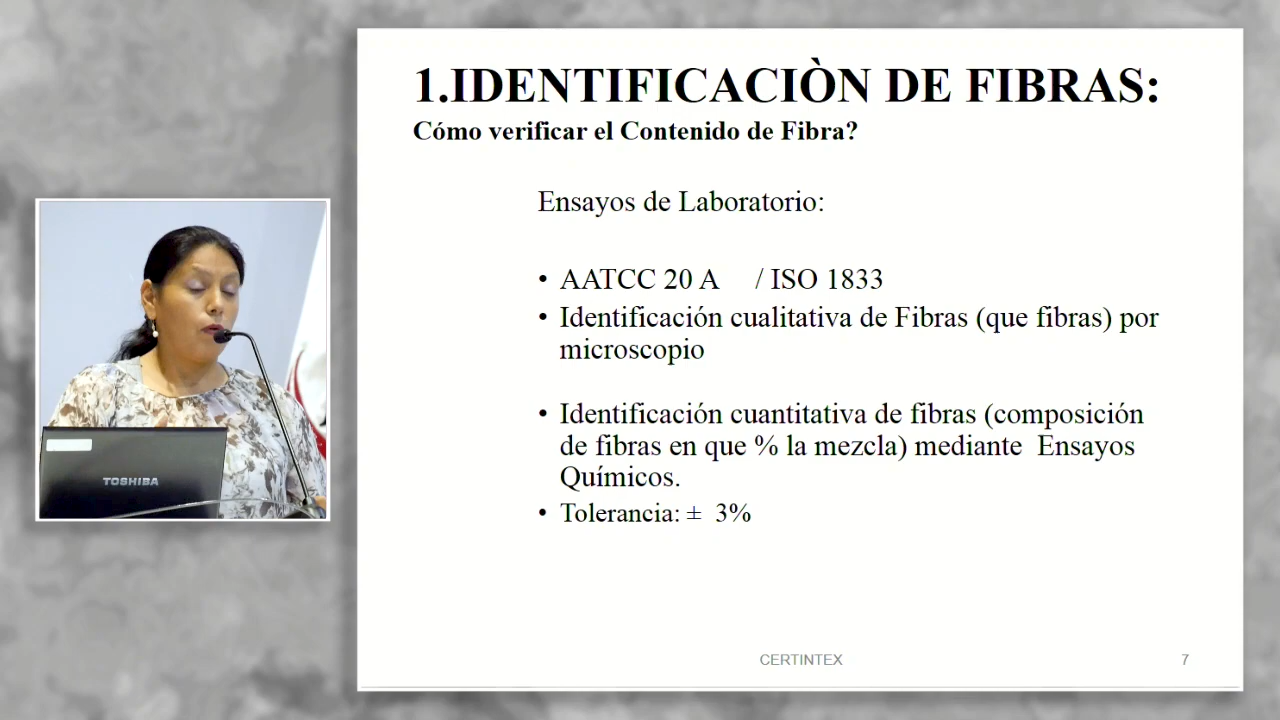 1.IDENTIFICACIÒN DE FIBRAS:
Cómo verificar el Contenido de Fibra?
Ensayos de Laboratorio:
• AATCC 20 A / ISO 1833
• Identificación cualitativa de Fibras (que fibras) por
microscopio
• Identificación cuantitativa de fibras (composición
de fibras en que % la mezcla) mediante Ensayos
Químicos.
• Tolerancia: ± 3%
TOSHIBA
CERTINTEX
7